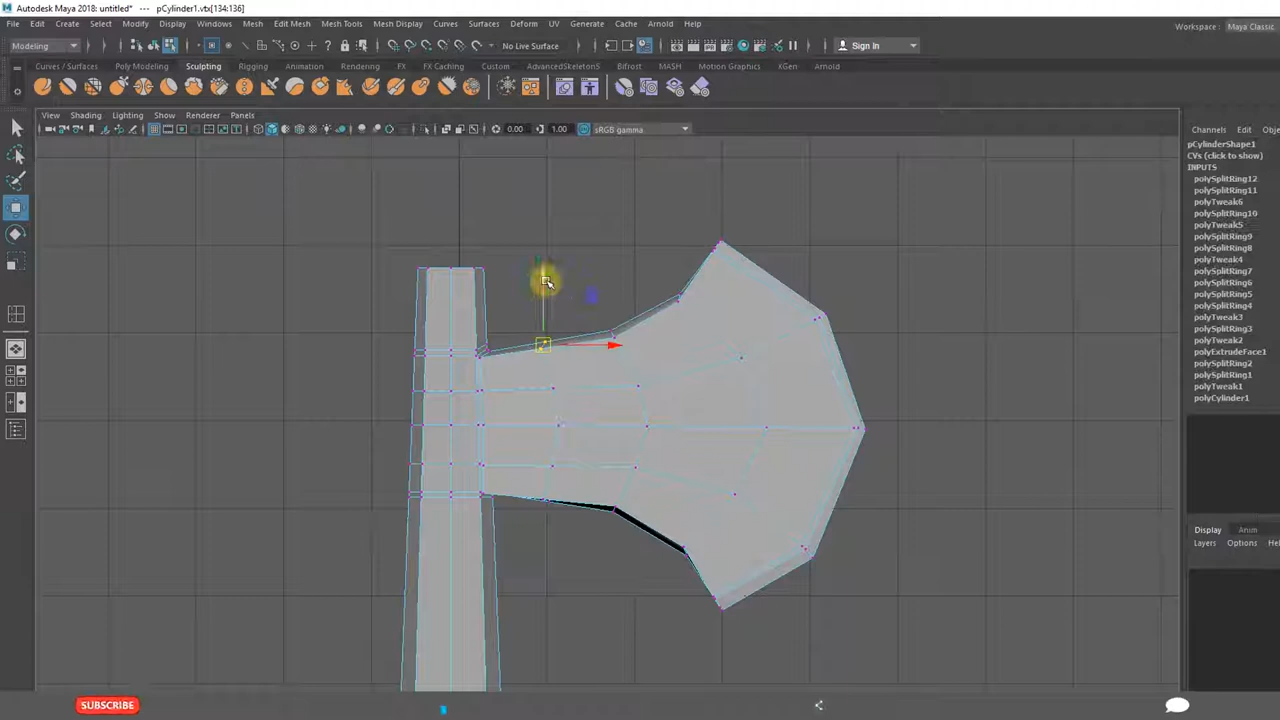 Autodesk Maya 2018: untitled* --- pCylinder1.vtx[134:136]
File Edit Create Select Modify Display Windows Mesh Edit Mesh Mesh Tools Mesh Display Curves Surfaces Deform UV Generate Cache Arnold Help
Workspace : Maya Classic
Modeling No Live Surface Sign In
Curves / Surfaces Poly Modeling Sculpting Rigging Animation Rendering FX FX Caching Custom AdvancedSkeleton5 Bifrost MASH Motion Graphics XGen Arnold
View Shading Lighting Show Renderer Panels
0.00 1.00 sRGB gamma
Channels Edit Obje
pCylinderShape1
CVs (click to show)
INPUTS
polySplitRing12
polySplitRing11
polyTweak6
polySplitRing10
polyTweak5
polySplitRing9
polySplitRing8
polyTweak4
polySplitRing7
polySplitRing6
polySplitRing5
polySplitRing4
polyTweak3
polySplitRing3
polyTweak2
polyExtrudeFace1
polySplitRing2
polySplitRing1
polyTweak1
polyCylinder1
Display Anim
Layers Options Hel
SUBSCRIBE